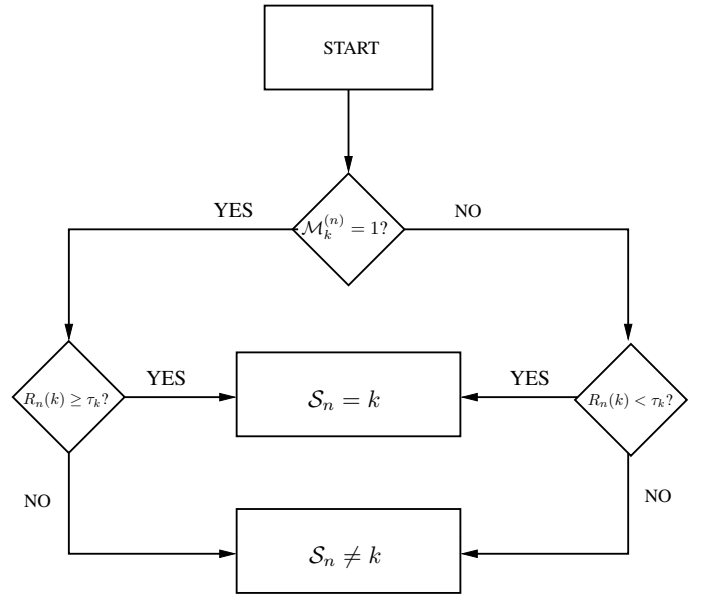 START
YES
NO
$\mathcal{M}_k^{(n)} = 1?$
$R_n(k) \geq \tau_k?$
YES
$\mathcal{S}_n = k$
YES
$R_n(k) < \tau_k?$
NO
NO
$\mathcal{S}_n \neq k$